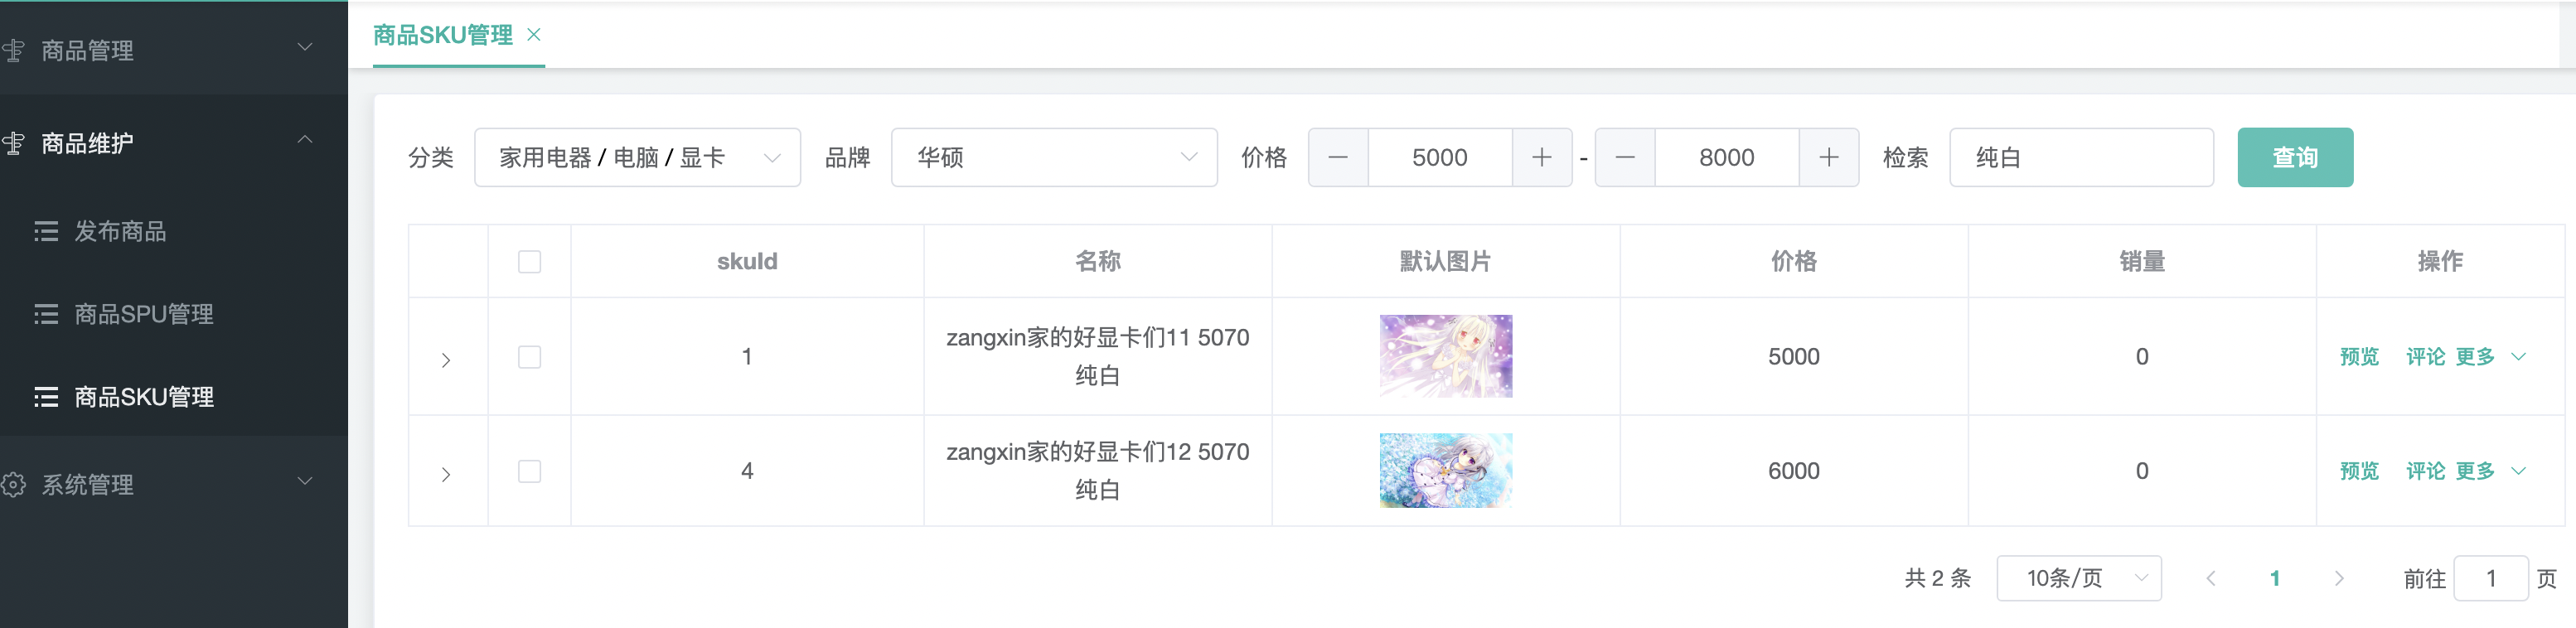 商品管理
商品维护
发布商品
商品SPU管理
商品SKU管理
系统管理
商品SKU管理
分类 家用电器 / 电脑 / 显卡 品牌 华硕 价格 5000 - 8000 检索 纯白 查询
skuId 名称 默认图片 价格 销量 操作
1 zangxin家的好显卡们11 5070 5000 0 预览 评论 更多
纯白
4 zangxin家的好显卡们12 5070 6000 0 预览 评论 更多
纯白
共 2 条 10条/页 1 前往 1 页